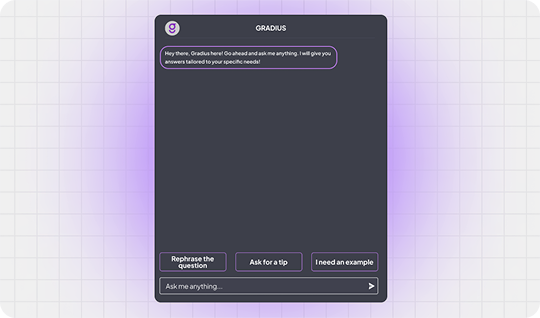 g
GRADIUS
Hey there, Gradius here! Go ahead and ask me anything. I will give you
answers tailored to your specific needs!
Rephrase the
question
Ask for a tip
I need an example
Ask me anything...